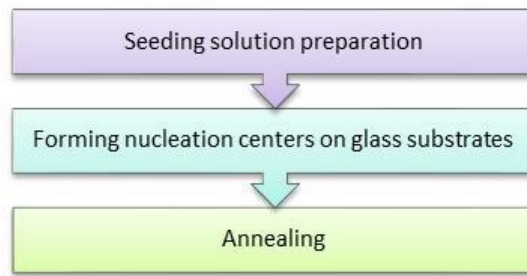 Seeding solution preparation
Forming nucleation centers on glass substrates
Annealing